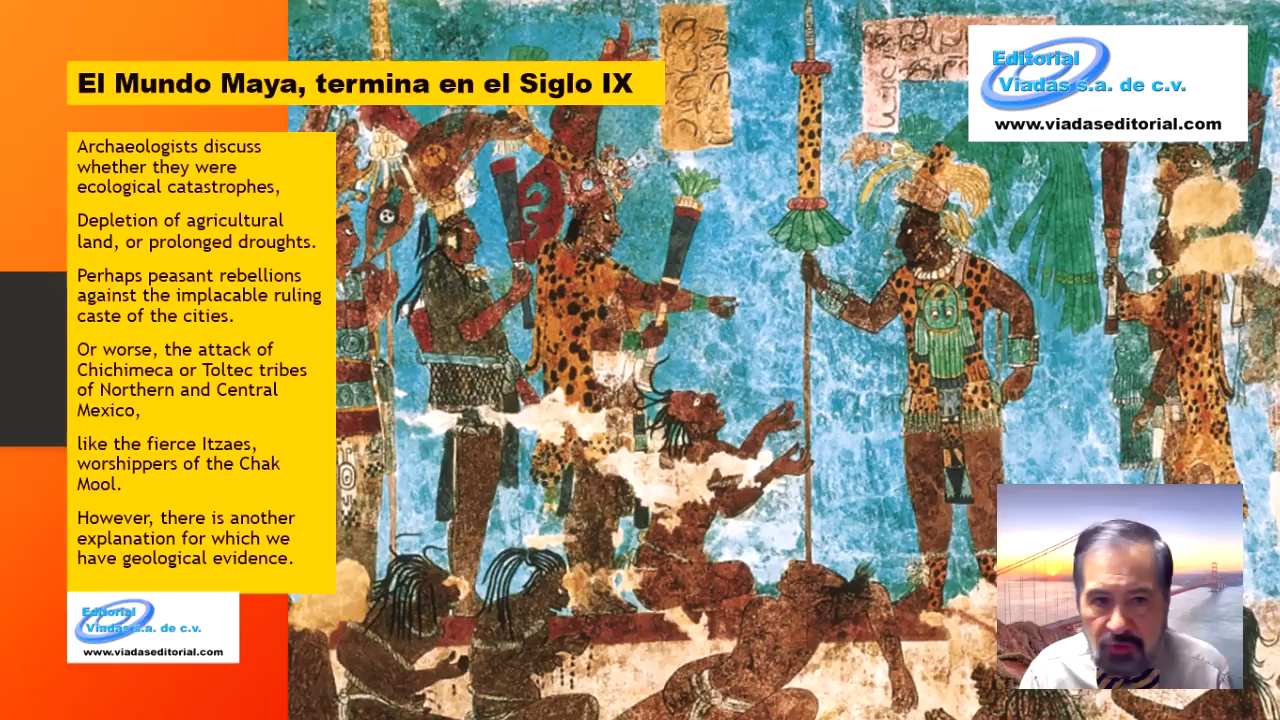 El Mundo Maya, termina en el Siglo IX
Editorial
Viadas s.a. de c.v.
www.viadaseditorial.com
Archaeologists discuss
whether they were
ecological catastrophes,
Depletion of agricultural
land, or prolonged droughts.
Perhaps peasant rebellions
against the implacable ruling
caste of the cities.
Or worse, the attack of
Chichimeca or Toltec tribes
of Northern and Central
Mexico,
like the fierce Itzaes,
worshippers of the Chak
Mool.
However, there is another
explanation for which we
have geological evidence.
Editorial
Viadas s.a. de c.v.
www.viadaseditorial.com